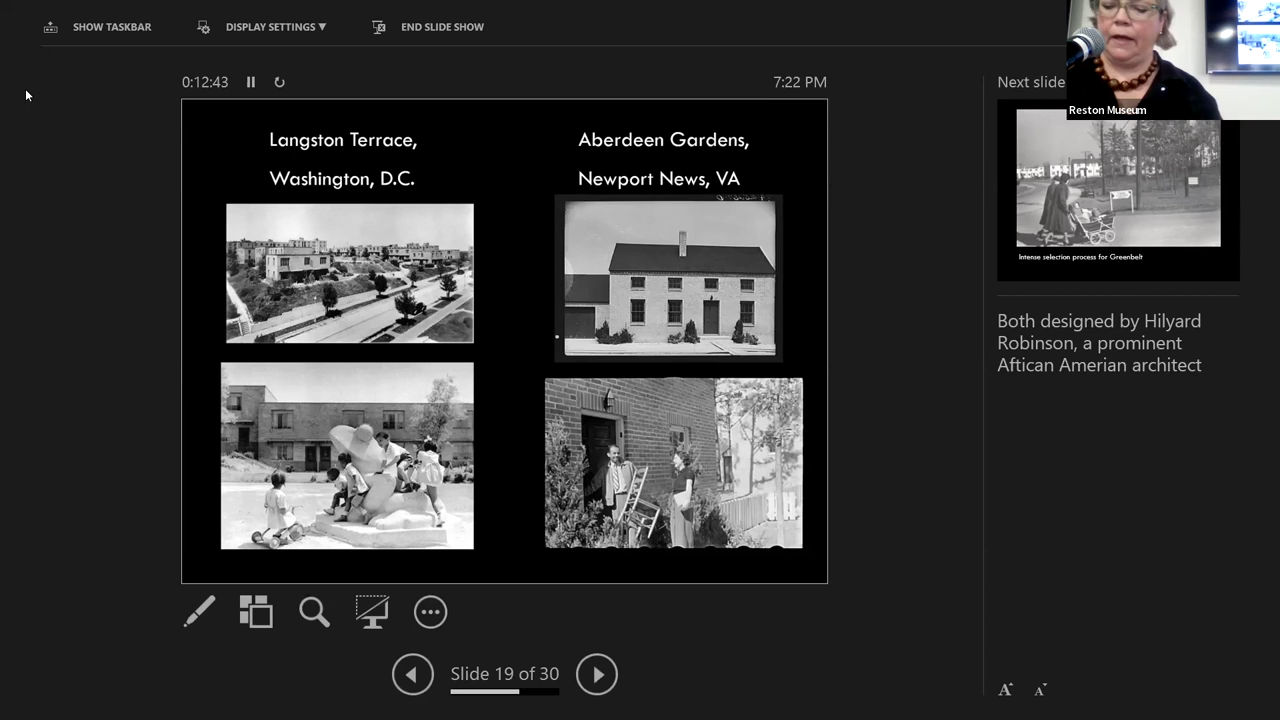 SHOW TASKBAR
DISPLAY SETTINGS ▼
END SLIDE SHOW
0:12:43
7:22 PM
Next slide
Reston Museum
Langston Terrace,
Washington, D.C.
Aberdeen Gardens,
Newport News, VA
Intense selection process for Greenbelt
Both designed by Hilyard
Robinson, a prominent
Aftican Amerian architect
Slide 19 of 30
A
A